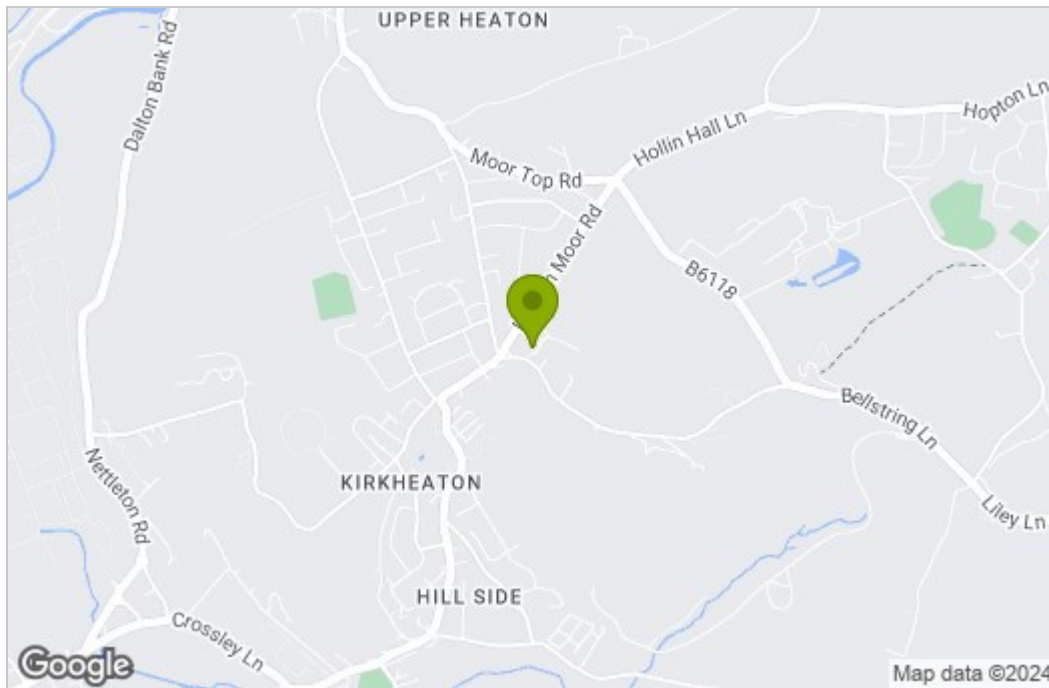 UPPER HEATON
Dalton Bank Rd
Hopton Ln
Hollin Hall Ln
Moor Top Rd
Moor Rd
B6118
Bellstring Ln
KIRKHEATON
Nettleton Rd
Liley Ln
HILL SIDE
Crossley Ln
Google
Map data ©2024